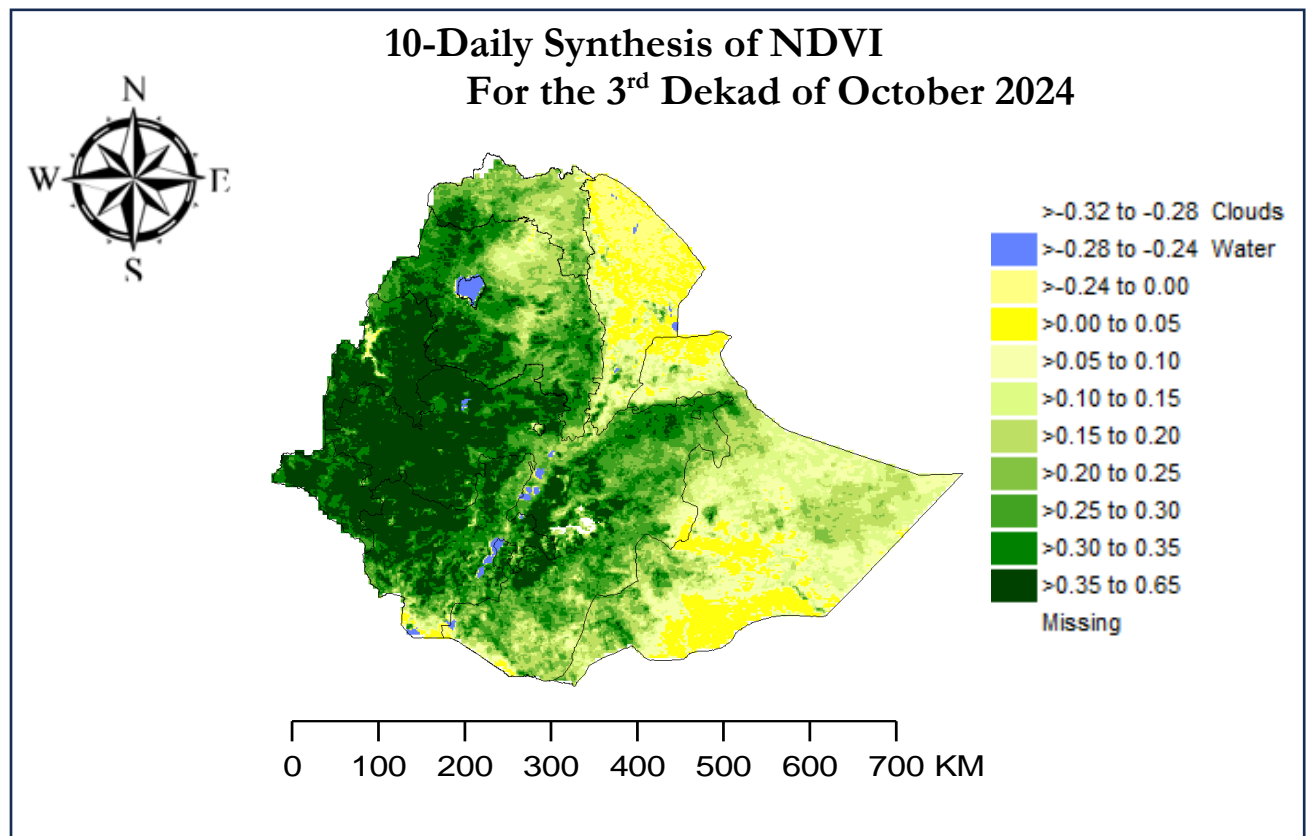 10-Daily Synthesis of NDVI
For the 3rd Dekad of October 2024
N
W E
S
>-0.32 to -0.28 Clouds
>-0.28 to -0.24 Water
>-0.24 to 0.00
>0.00 to 0.05
>0.05 to 0.10
>0.10 to 0.15
>0.15 to 0.20
>0.20 to 0.25
>0.25 to 0.30
>0.30 to 0.35
>0.35 to 0.65
Missing
0 100 200 300 400 500 600 700 KM